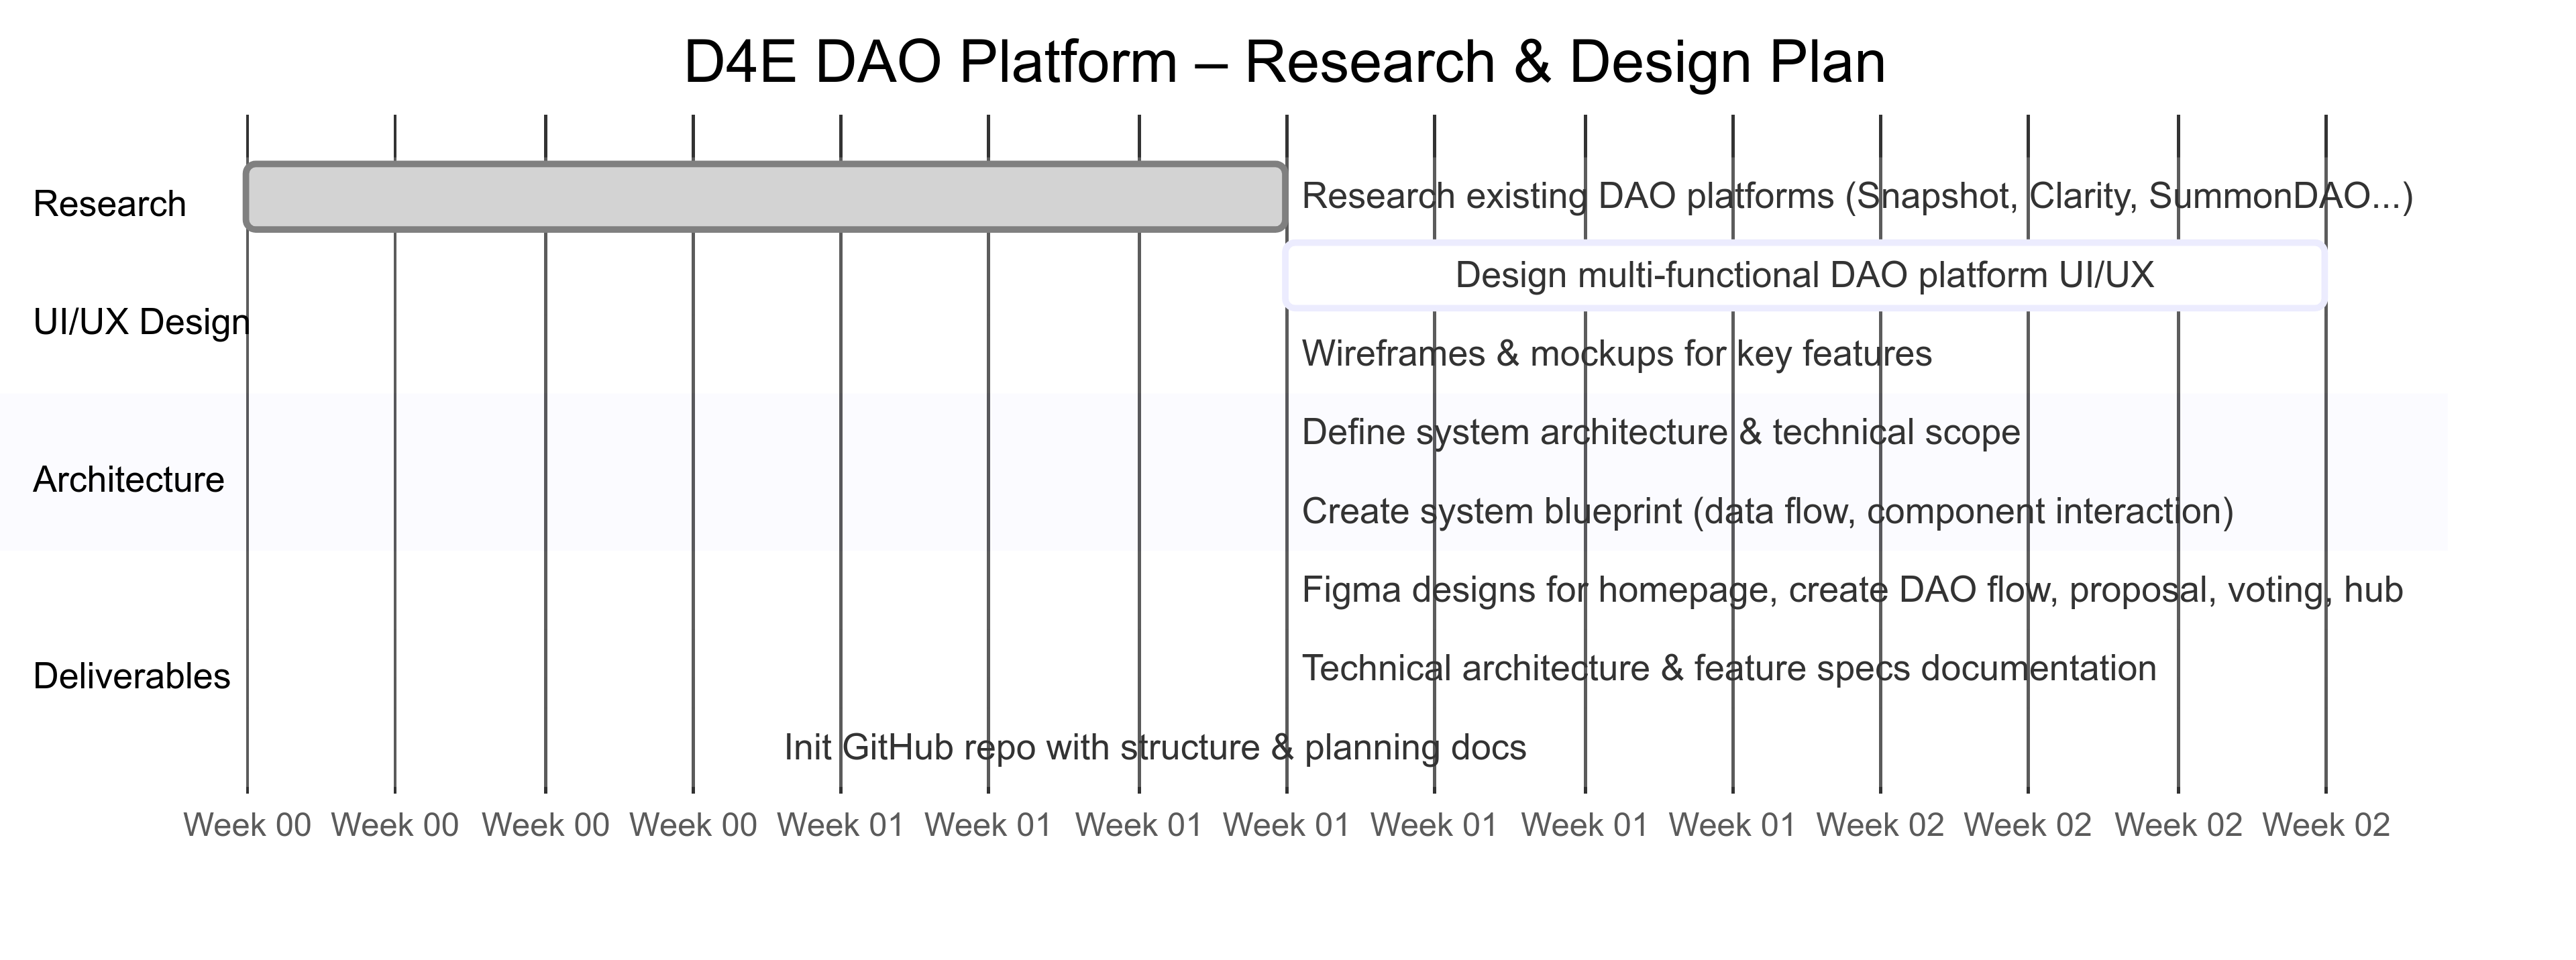 D4E DAO Platform – Research & Design Plan
Research
Research existing DAO platforms (Snapshot, Clarity, SummonDAO...)
UI/UX Design
Design multi-functional DAO platform UI/UX
Wireframes & mockups for key features
Architecture
Define system architecture & technical scope
Create system blueprint (data flow, component interaction)
Deliverables
Figma designs for homepage, create DAO flow, proposal, voting, hub
Technical architecture & feature specs documentation
Init GitHub repo with structure & planning docs
Week 00 Week 00 Week 00 Week 00 Week 01 Week 01 Week 01 Week 01 Week 01 Week 01 Week 01 Week 02 Week 02 Week 02 Week 02